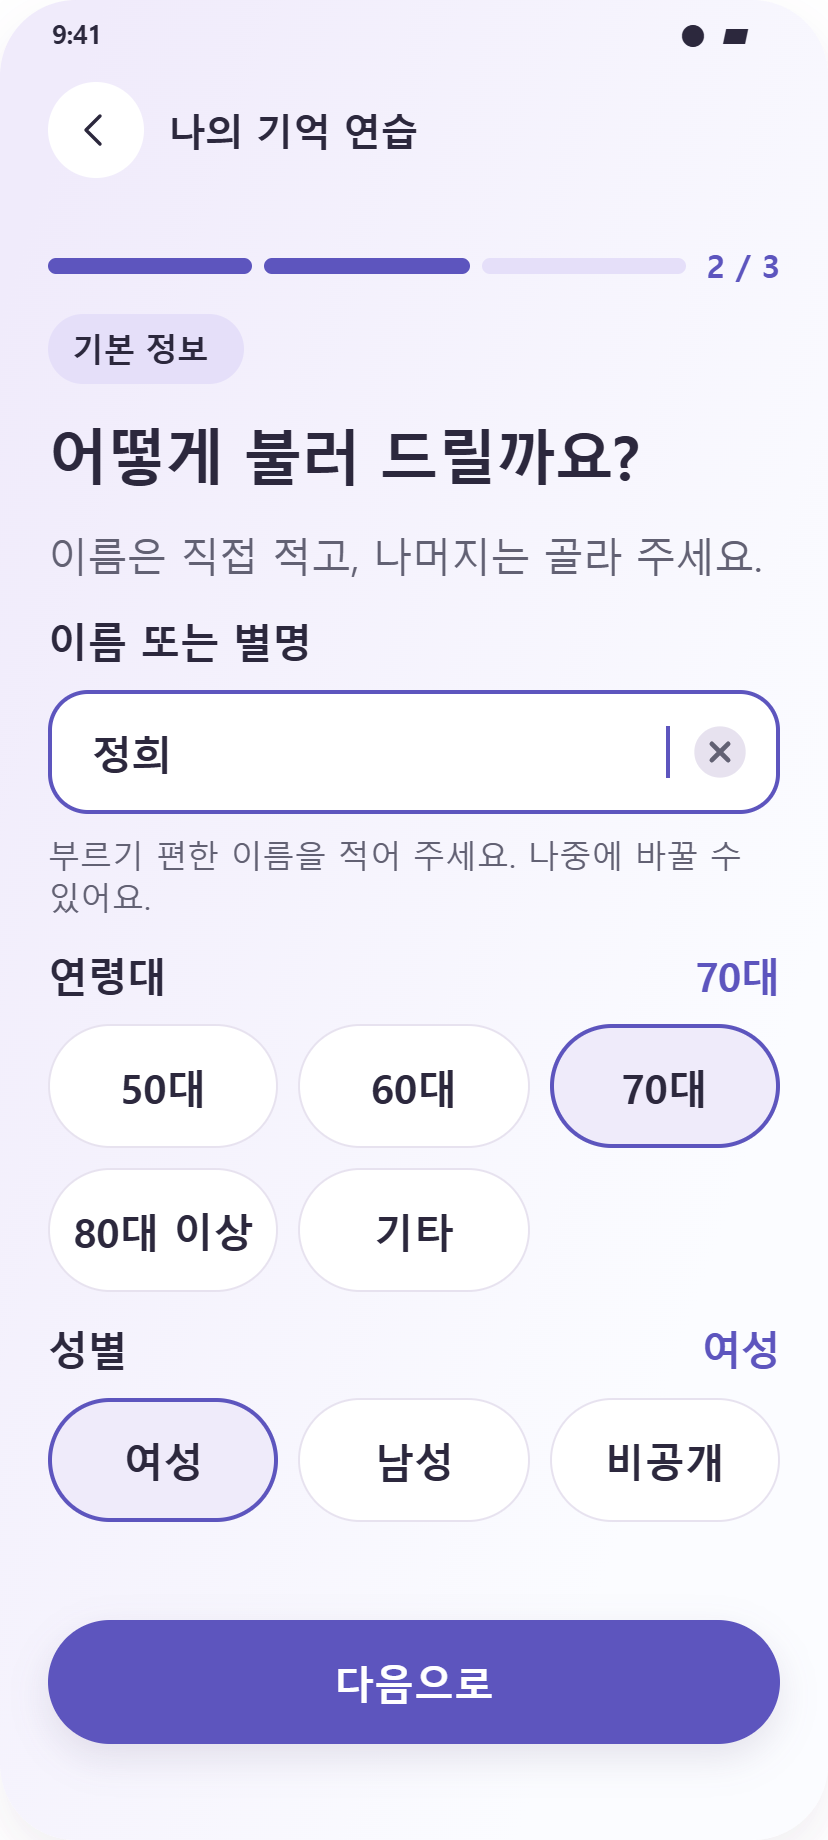 9:41
나의 기억 연습
2 / 3
기본 정보
어떻게 불러 드릴까요?
이름은 직접 적고, 나머지는 골라 주세요.
이름 또는 별명
정희
부르기 편한 이름을 적어 주세요. 나중에 바꿀 수
있어요.
연령대 70대
50대 60대 70대
80대 이상 기타
성별 여성
여성 남성 비공개
다음으로